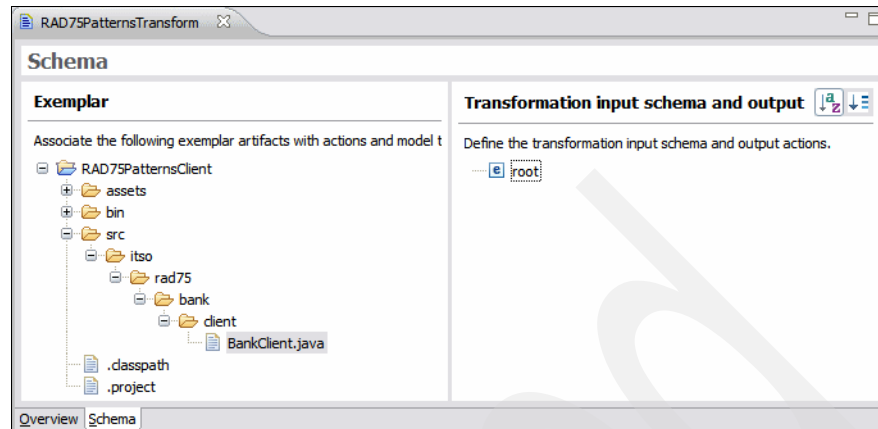 RAD75PatternsTransform
Schema
Exemplar
Associate the following exemplar artifacts with actions and model t
RAD75PatternsClient
assets
bin
src
itso
rad75
bank
client
BankClient.java
.classpath
.project
Transformation input schema and output
Define the transformation input schema and output actions.
e root
Overview Schema